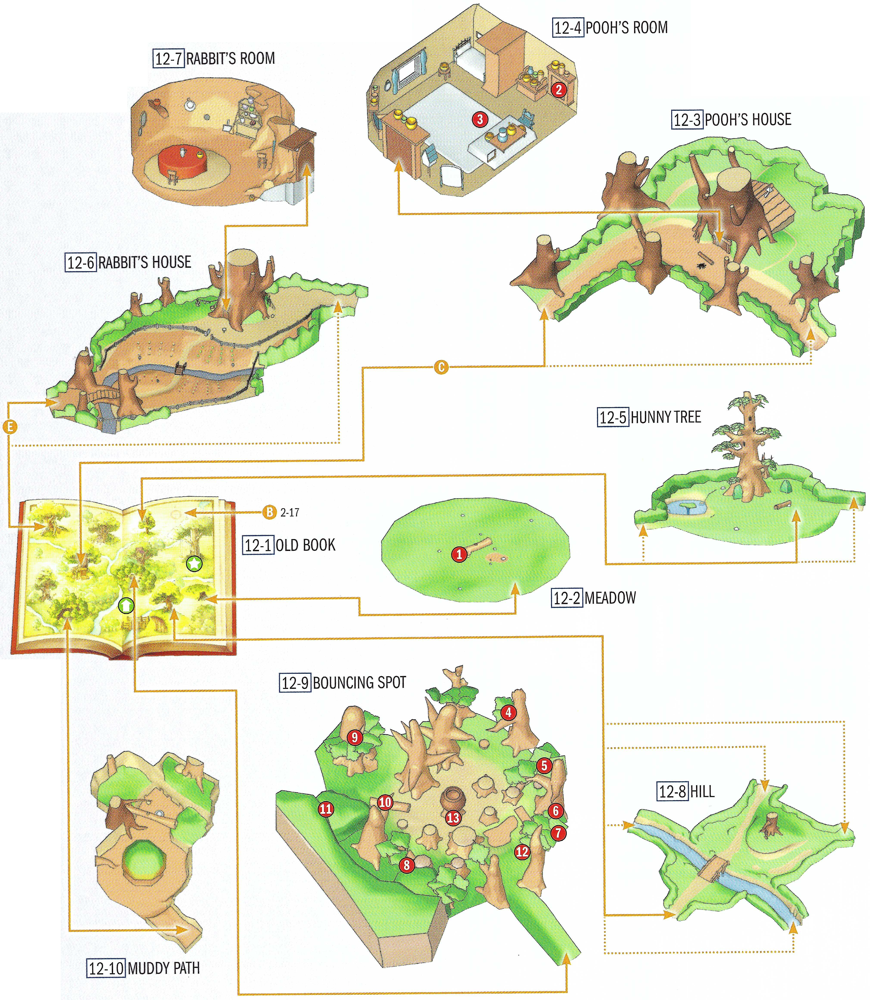 12-7 RABBIT'S ROOM
12-4 POOH'S ROOM
2
3
12-3 POOH'S HOUSE
12-6 RABBIT'S HOUSE
C
12-5 HUNNY TREE
E
B 2-17
12-1 OLD BOOK
1
12-2 MEADOW
12-9 BOUNCING SPOT
4
9
5
12-8 HILL
10
11
6
13
7
12
8
12-10 MUDDY PATH